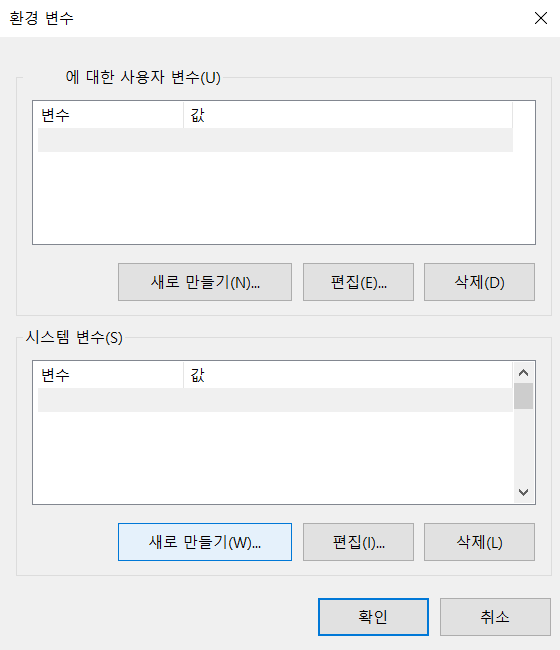 환경 변수
에 대한 사용자 변수(U)
변수 값
새로 만들기(N)... 편집(E)... 삭제(D)
시스템 변수(S)
변수 값
새로 만들기(W)... 편집(I)... 삭제(L)
확인 취소